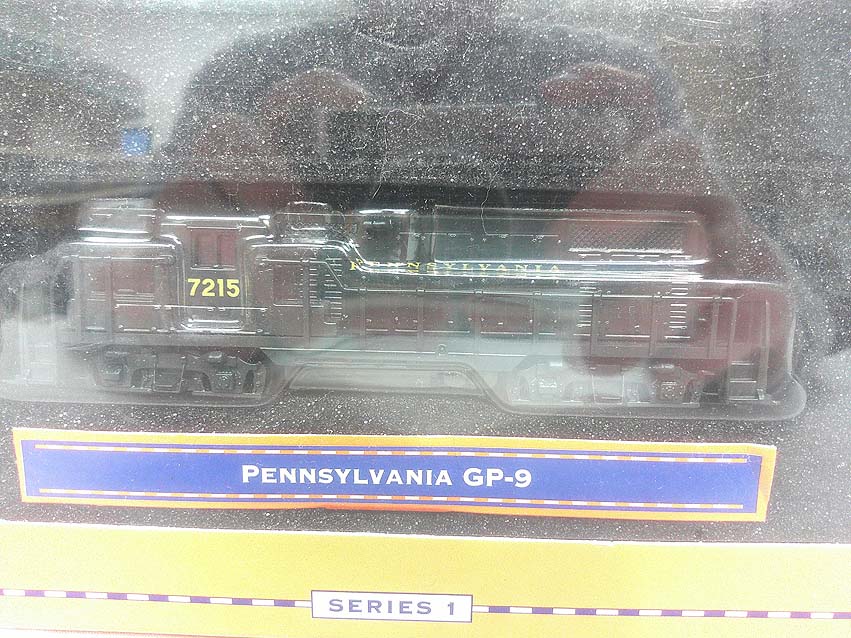 PENNSYLVANIA
7215
PENNSYLVANIA GP-9
SERIES 1